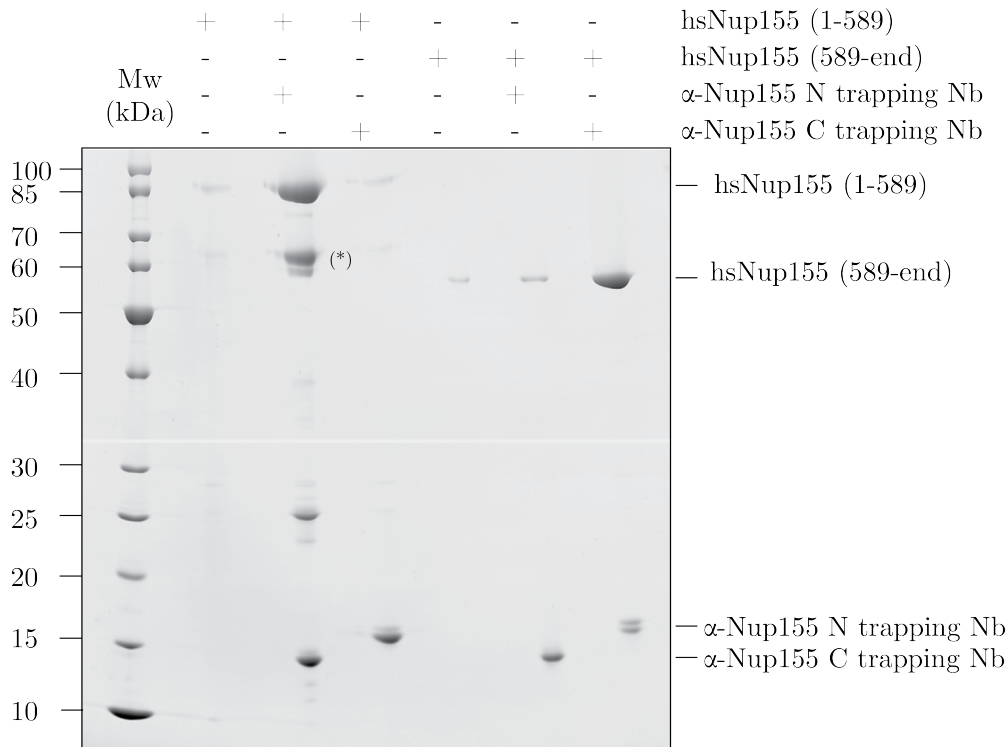 + + + - - - hsNup155 (1-589)
- - - + + + hsNup155 (589-end)
- + - - + - α-Nup155 N trapping Nb
- - + - - + α-Nup155 C trapping Nb
Mw
(kDa)
100
85
70
60
50
40
30
25
20
15
10
(*)
hsNup155 (1-589)
hsNup155 (589-end)
α-Nup155 N trapping Nb
α-Nup155 C trapping Nb